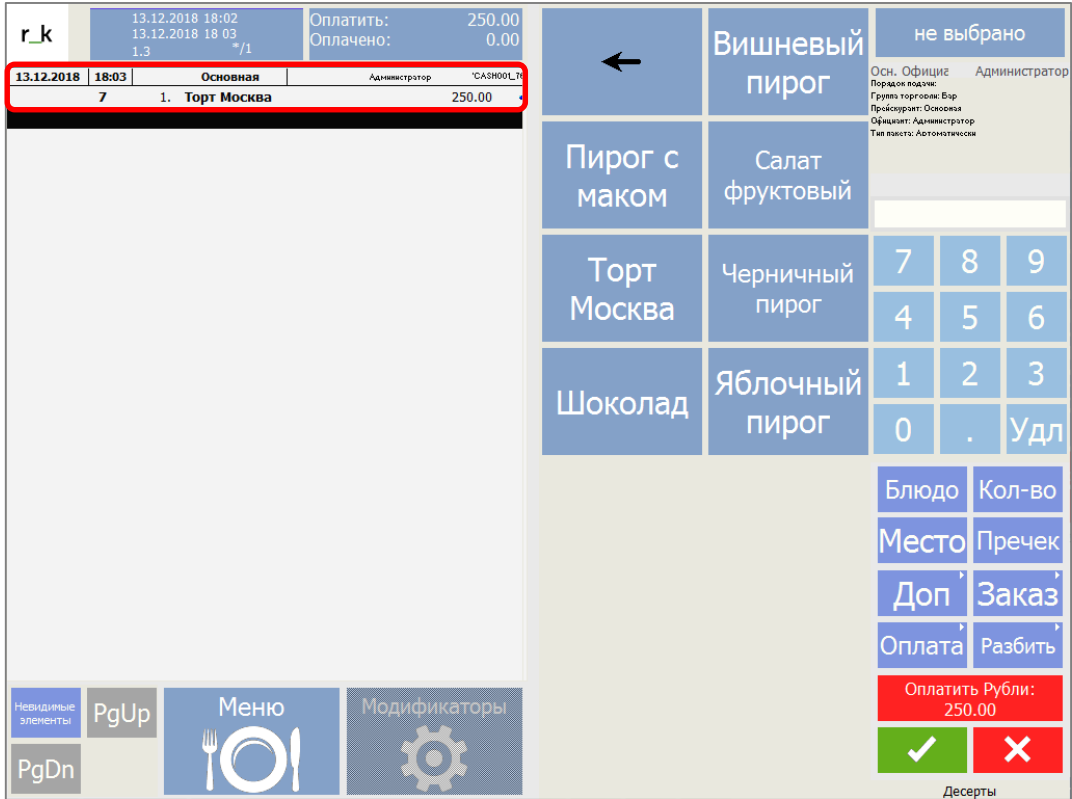 r_k
13.12.2018 18:02
13.12.2018 18 03
1.3 */1
Оплатить: 250.00
Оплачено: 0.00
13.12.2018 18:03 Основная Администратор
7 1. Торт Москва 250.00
Вишневый
пирог
Пирог с
маком
Салат
фруктовый
Торт
Москва
Черничный
пирог
Шоколад
Яблочный
пирог
не выбрано
Осн. Официа Администратор
Порядок подачи:
Группа торговли: Бар
Прейскурант: Основная
Официант: Администратор
Тип пакета: Автоматически
7 8 9
4 5 6
1 2 3
0 . Удл
Блюдо Кол-во
Место Пречек
Доп Заказ
Оплата Разбить
Оплатить Рубли:
250.00
Невидимые
элементы
PgUp
PgDn
Меню
Модификаторы
Десерты